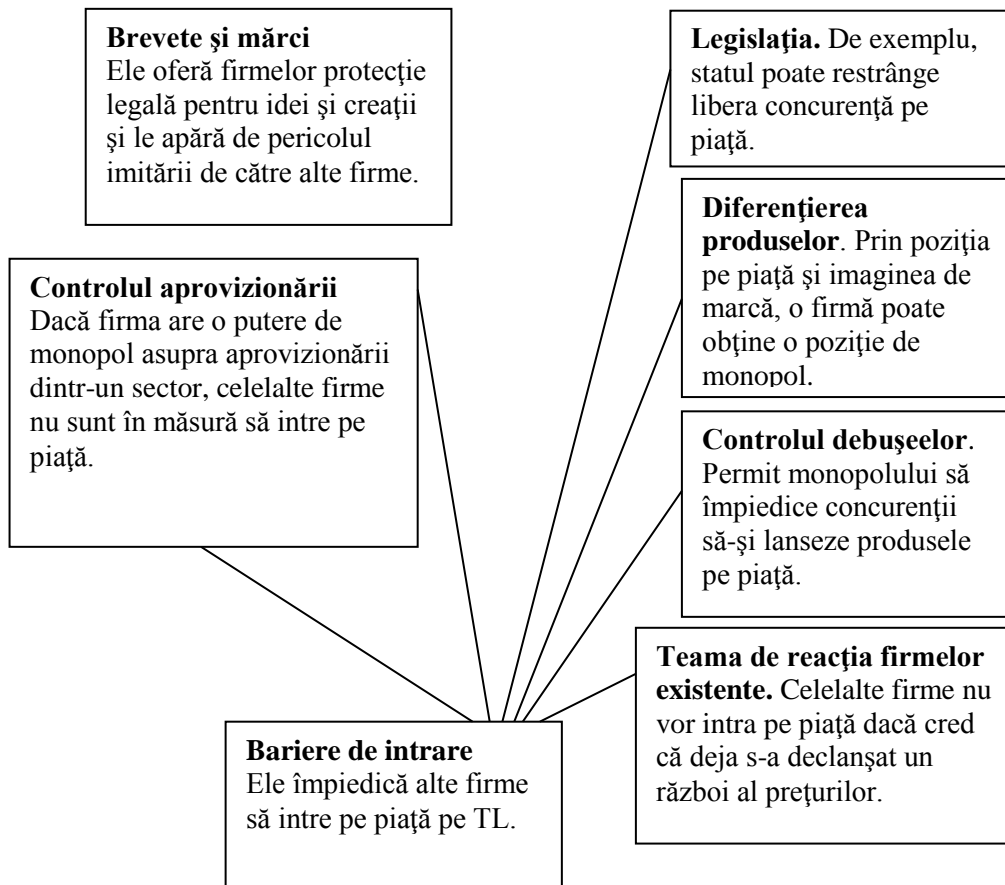 Brevete şi mărci
Ele oferă firmelor protecţie
legală pentru idei şi creaţii
şi le apără de pericolul
imitării de către alte firme.
Legislaţia. De exemplu,
statul poate restrânge
libera concurenţă pe
piaţă.
Diferenţierea
produselor. Prin poziţia
pe piaţă şi imaginea de
marcă, o firmă poate
obţine o poziţie de
monopol.
Controlul aprovizionării
Dacă firma are o putere de
monopol asupra aprovizionării
dintr-un sector, celelalte firme
nu sunt în măsură să intre pe
piaţă.
Controlul debuşeelor.
Permit monopolului să
împiedice concurenţii
să-şi lanseze produsele
pe piaţă.
Teama de reacţia firmelor
existente. Celelalte firme nu
vor intra pe piaţă dacă cred
că deja s-a declanşat un
război al preţurilor.
Bariere de intrare
Ele împiedică alte firme
să intre pe piaţă pe TL.